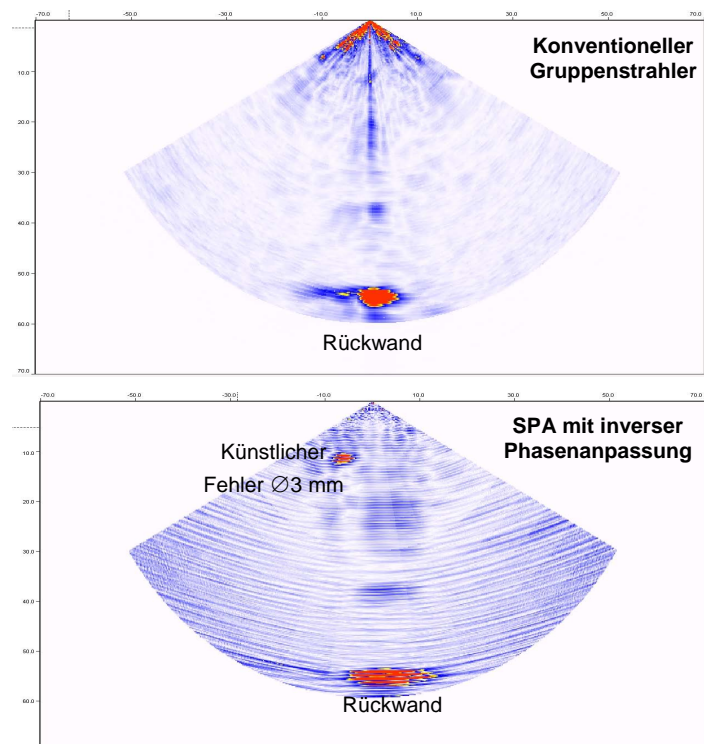 -70.0 -50.0 -30.0 -10.0 10.0 30.0 50.0 70.0
Konventioneller
Gruppenstrahler
10.0
20.0
30.0
40.0
50.0
60.0
70.0
Rückwand
-70.0 -50.0 -30.0 -10.0 10.0 30.0 50.0 70.0
SPA mit inverser
Phasenanpassung
Künstlicher
Fehler ∅3 mm
10.0
20.0
30.0
40.0
50.0
60.0
Rückwand